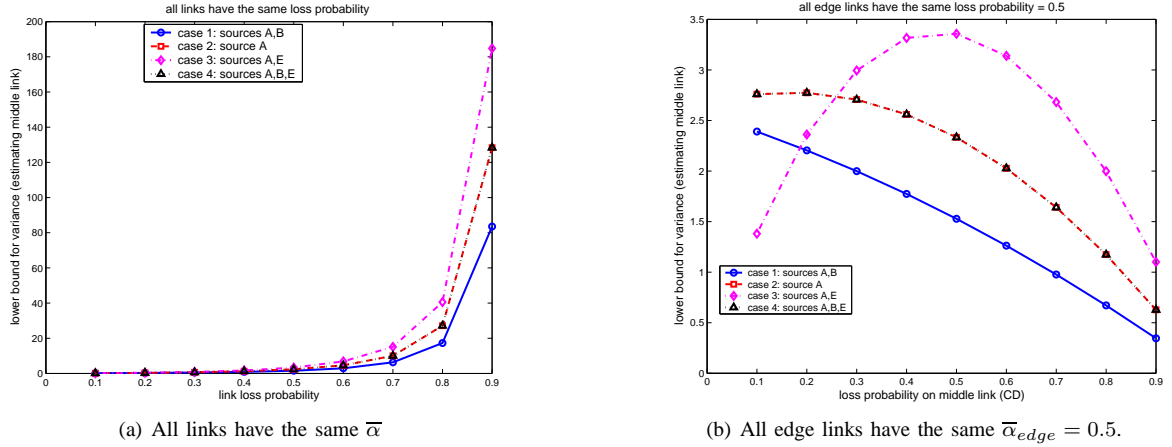 all links have the same loss probability
lower bound for variance (estimating middle link)
200
180
160
140
120
100
80
60
40
20
0
case 1: sources A,B
case 2: source A
case 3: sources A,E
case 4: sources A,B,E
0 0.1 0.2 0.3 0.4 0.5 0.6 0.7 0.8 0.9
link loss probability
(a) All links have the same α̅
all edge links have the same loss probability = 0.5
lower bound for variance (estimating middle link)
3.5
3
2.5
2
1.5
1
0.5
0
case 1: sources A,B
case 2: source A
case 3: sources A,E
case 4: sources A,B,E
0 0.1 0.2 0.3 0.4 0.5 0.6 0.7 0.8 0.9
loss probability on middle link (CD)
(b) All edge links have the same α̅edge = 0.5.